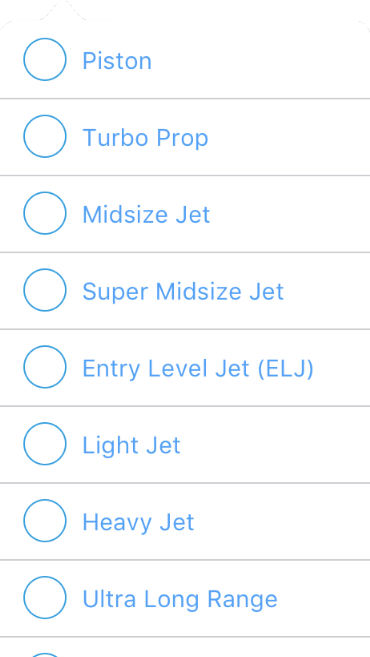 Piston
Turbo Prop
Midsize Jet
Super Midsize Jet
Entry Level Jet (ELJ)
Light Jet
Heavy Jet
Ultra Long Range